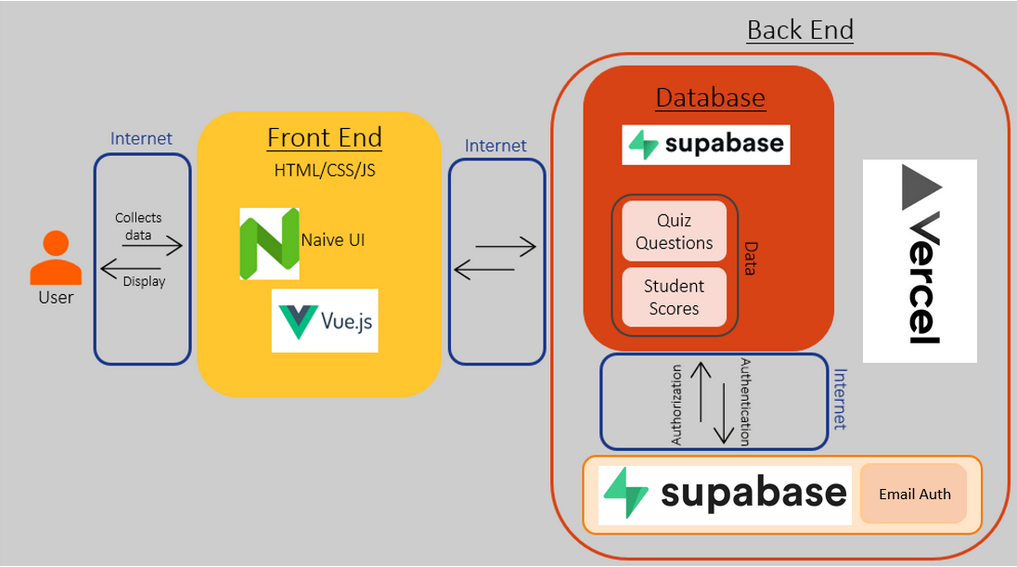 Back End
Internet
Collects
data
Display
User
Front End
HTML/CSS/JS
Naive UI
Vue.js
Internet
Database
supabase
Quiz
Questions
Student
Scores
Data
Vercel
Authorization
Authentication
Internet
supabase
Email Auth